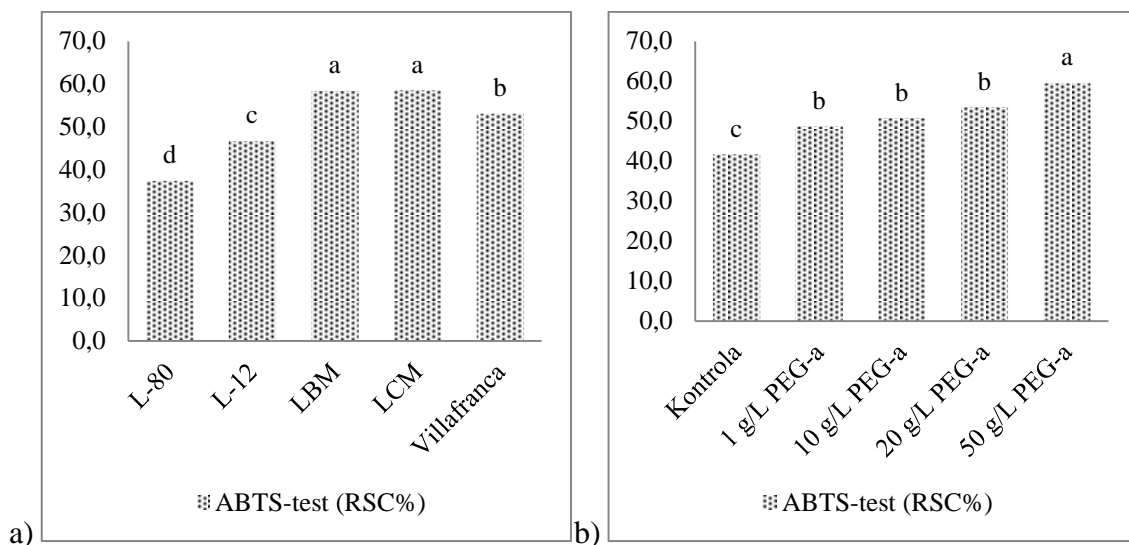 70,0
60,0
50,0
40,0
30,0
20,0
10,0
0,0
d
c
a
a
b
L-80
L-12
LBM
LCM
Villafranca
ABTS-test (RSC%)
a)
70,0
60,0
50,0
40,0
30,0
20,0
10,0
0,0
c
b
b
b
a
Kontrola
1 g/L PEG-a
10 g/L PEG-a
20 g/L PEG-a
50 g/L PEG-a
ABTS-test (RSC%)
b)